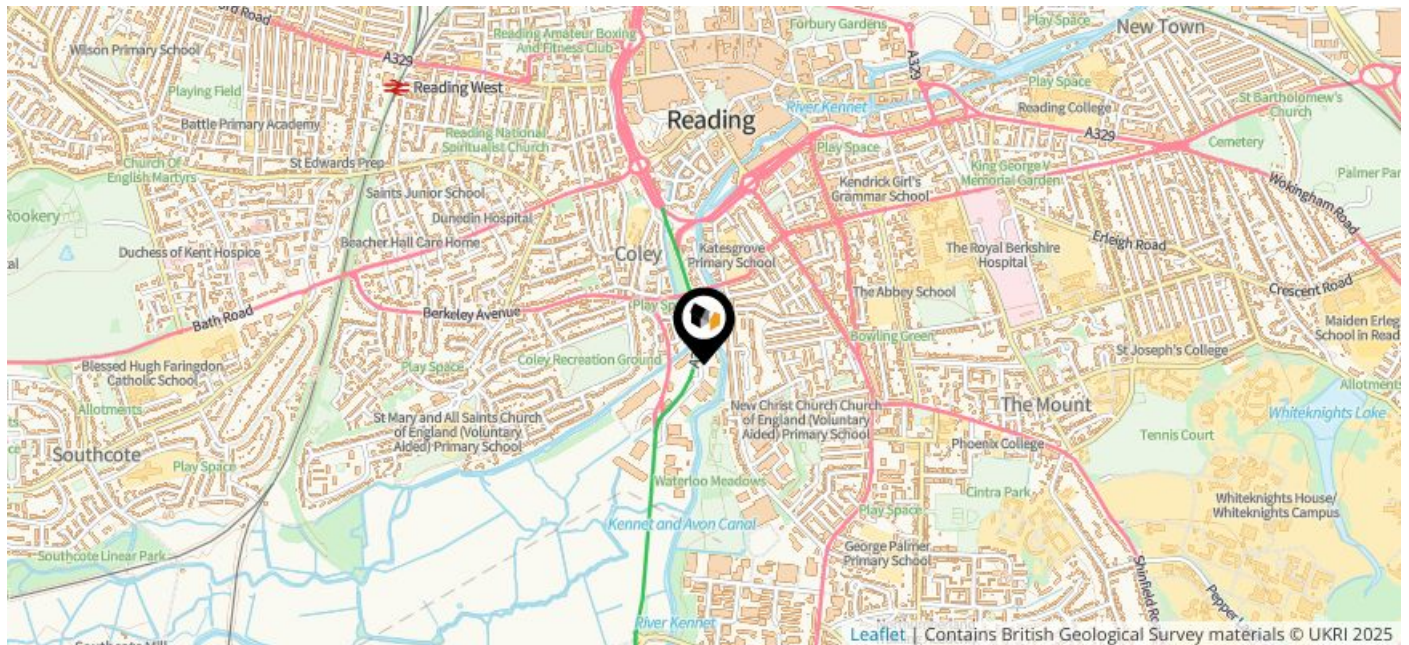 ord Road
Wilson Primary School
A329
Reading West
Playing Field
Battle Primary Academy
Church Of
English Martyrs
St Edwards Prep
Reading Amateur Boxing
And Fitness Club
Reading National
Spiritualist Church
Forbury Gardens
A329
Play Space
New Town
River Kennet
Reading
Play Space
Reading College
A329
St Bartholomew's
Church
Cemetery
Play Space
King George V
Memorial Garden
Kendrick Girl's
Grammar School
Palmer Par
Wokingham Road
Rookery
tal
Saints Junior School
Dunedin Hospital
Duchess of Kent Hospice
Beacher Hall Care Home
Coley
Katesgrove
Primary School
The Royal Berkshire
Hospital
Erleigh Road
Crescent Road
The Abbey School
Bath Road
Berkeley Avenue
Bowling Green
Maiden Erleg
School in Read
Blessed Hugh Faringdon
Catholic School
Play Space
Coley Recreation Ground
St Joseph's College
Allotments
Allotments
Southcote
Play Space
St Mary and All Saints Church
of England (Voluntary
Aided) Primary School
New Christ Church Church
of England (Voluntary
Aided) Primary School
The Mount
Phoenix College
Tennis Court
Whiteknights Lake
Waterloo Meadows
Cintra Park
Whiteknights House/
Whiteknights Campus
Kennet and Avon Canal
Play Space
George Palmer
Primary School
Southcote Linear Park
Shinfield Ro
Pepper La
River Kennet
Southcote Mill
Leaflet | Contains British Geological Survey materials © UKRI 2025